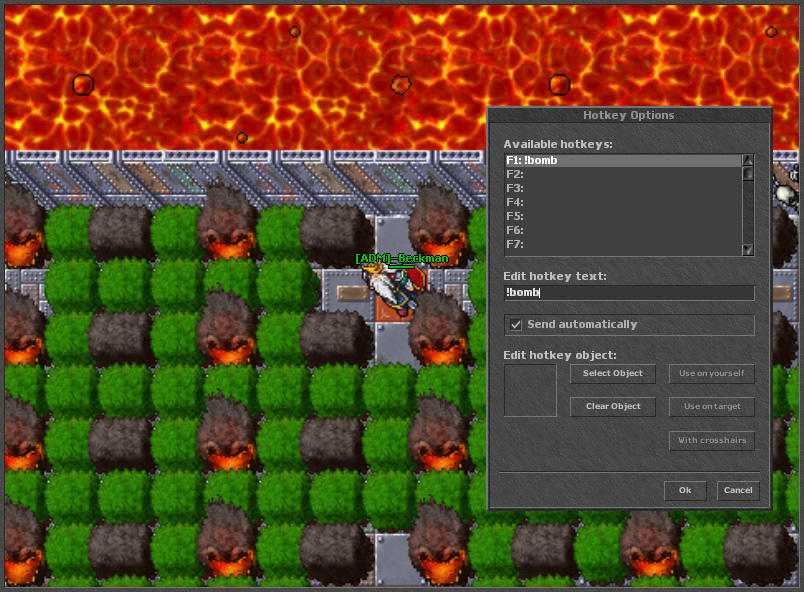 Hotkey Options
Available hotkeys:
F1: !bomb
F2:
F3:
F4:
F5:
F6:
F7:
[ADM]-Beckman
Edit hotkey text:
!bomb
Send automatically
Edit hotkey object:
Select Object
Use on yourself
Clear Object
Use on target
With crosshairs
Ok
Cancel